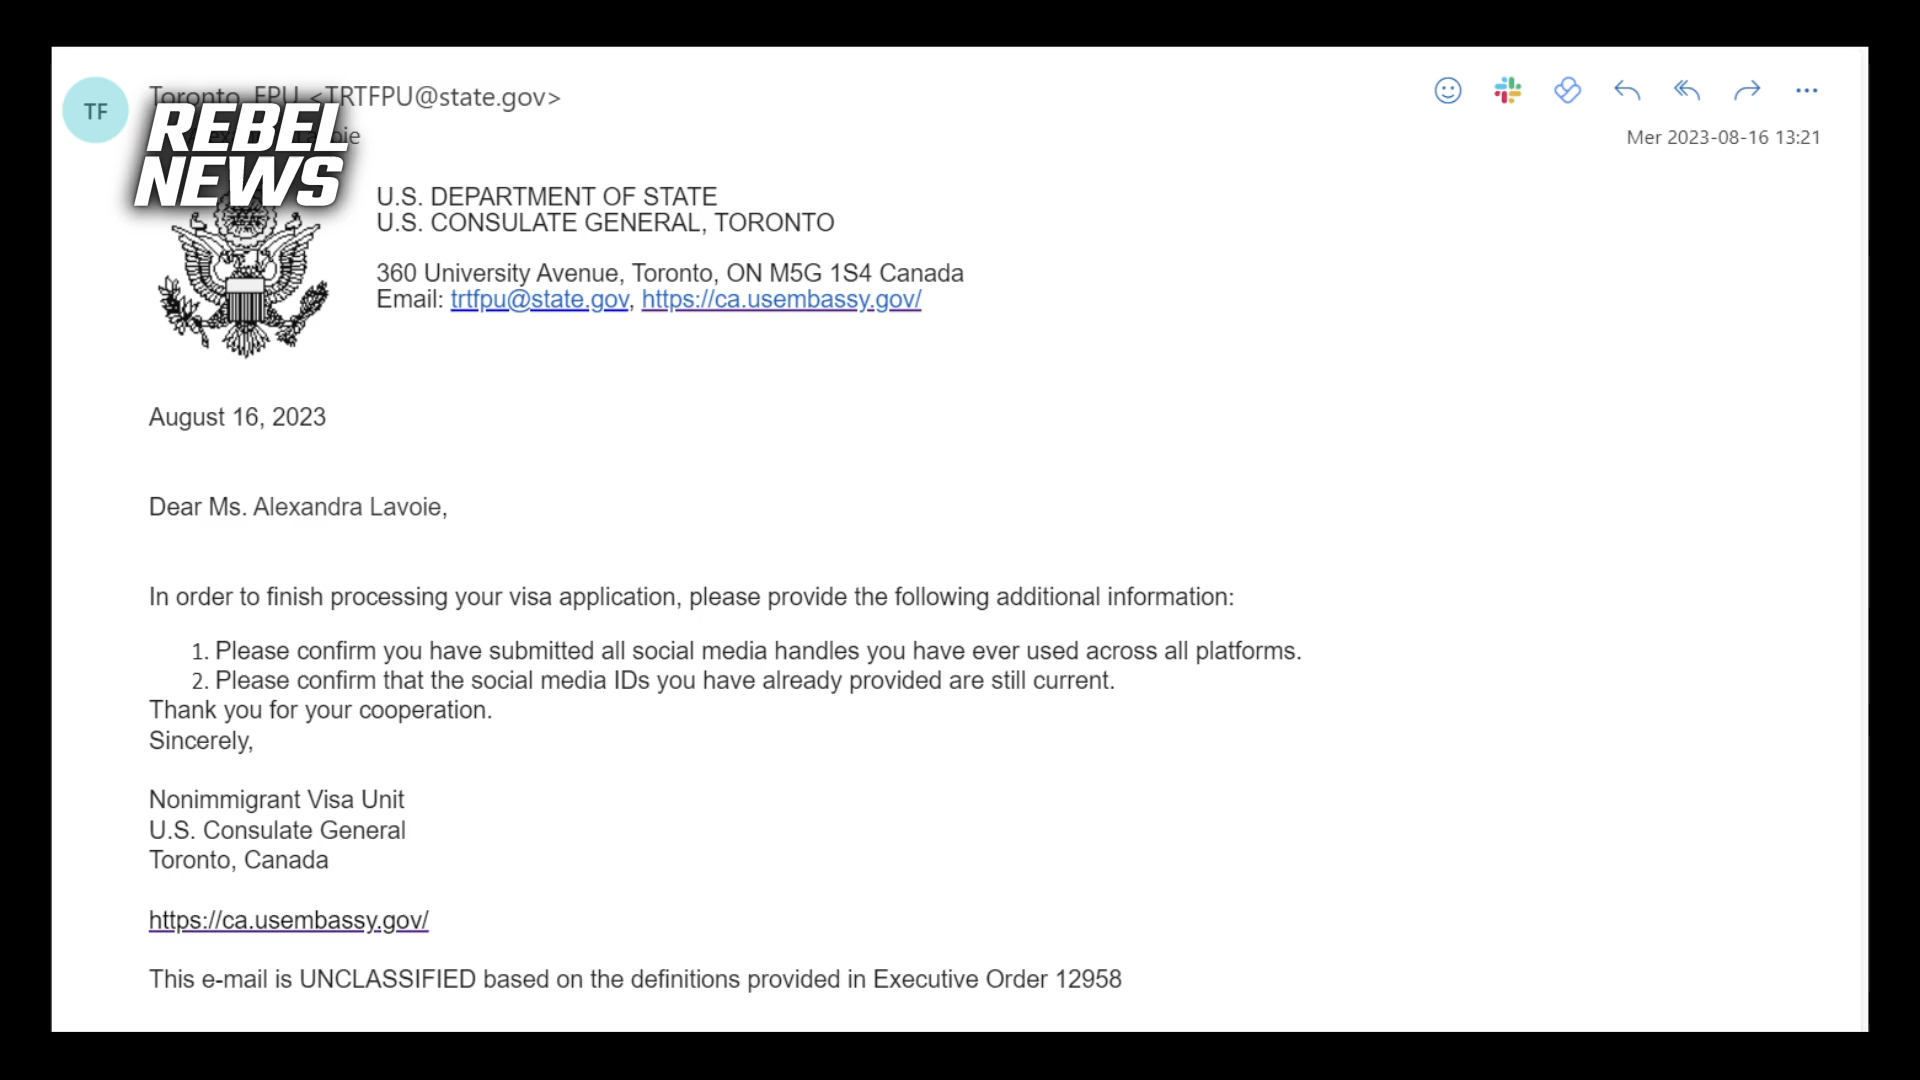 TF
Toronto, FPU <TRTFPU@state.gov>
REBEL
NEWS
Mer 2023-08-16 13:21
U.S. DEPARTMENT OF STATE
U.S. CONSULATE GENERAL, TORONTO
360 University Avenue, Toronto, ON M5G 1S4 Canada
Email: trtfpu@state.gov, https://ca.usembassy.gov/
August 16, 2023
Dear Ms. Alexandra Lavoie,
In order to finish processing your visa application, please provide the following additional information:
1. Please confirm you have submitted all social media handles you have ever used across all platforms.
2. Please confirm that the social media IDs you have already provided are still current.
Thank you for your cooperation.
Sincerely,
Nonimmigrant Visa Unit
U.S. Consulate General
Toronto, Canada
https://ca.usembassy.gov/
This e-mail is UNCLASSIFIED based on the definitions provided in Executive Order 12958